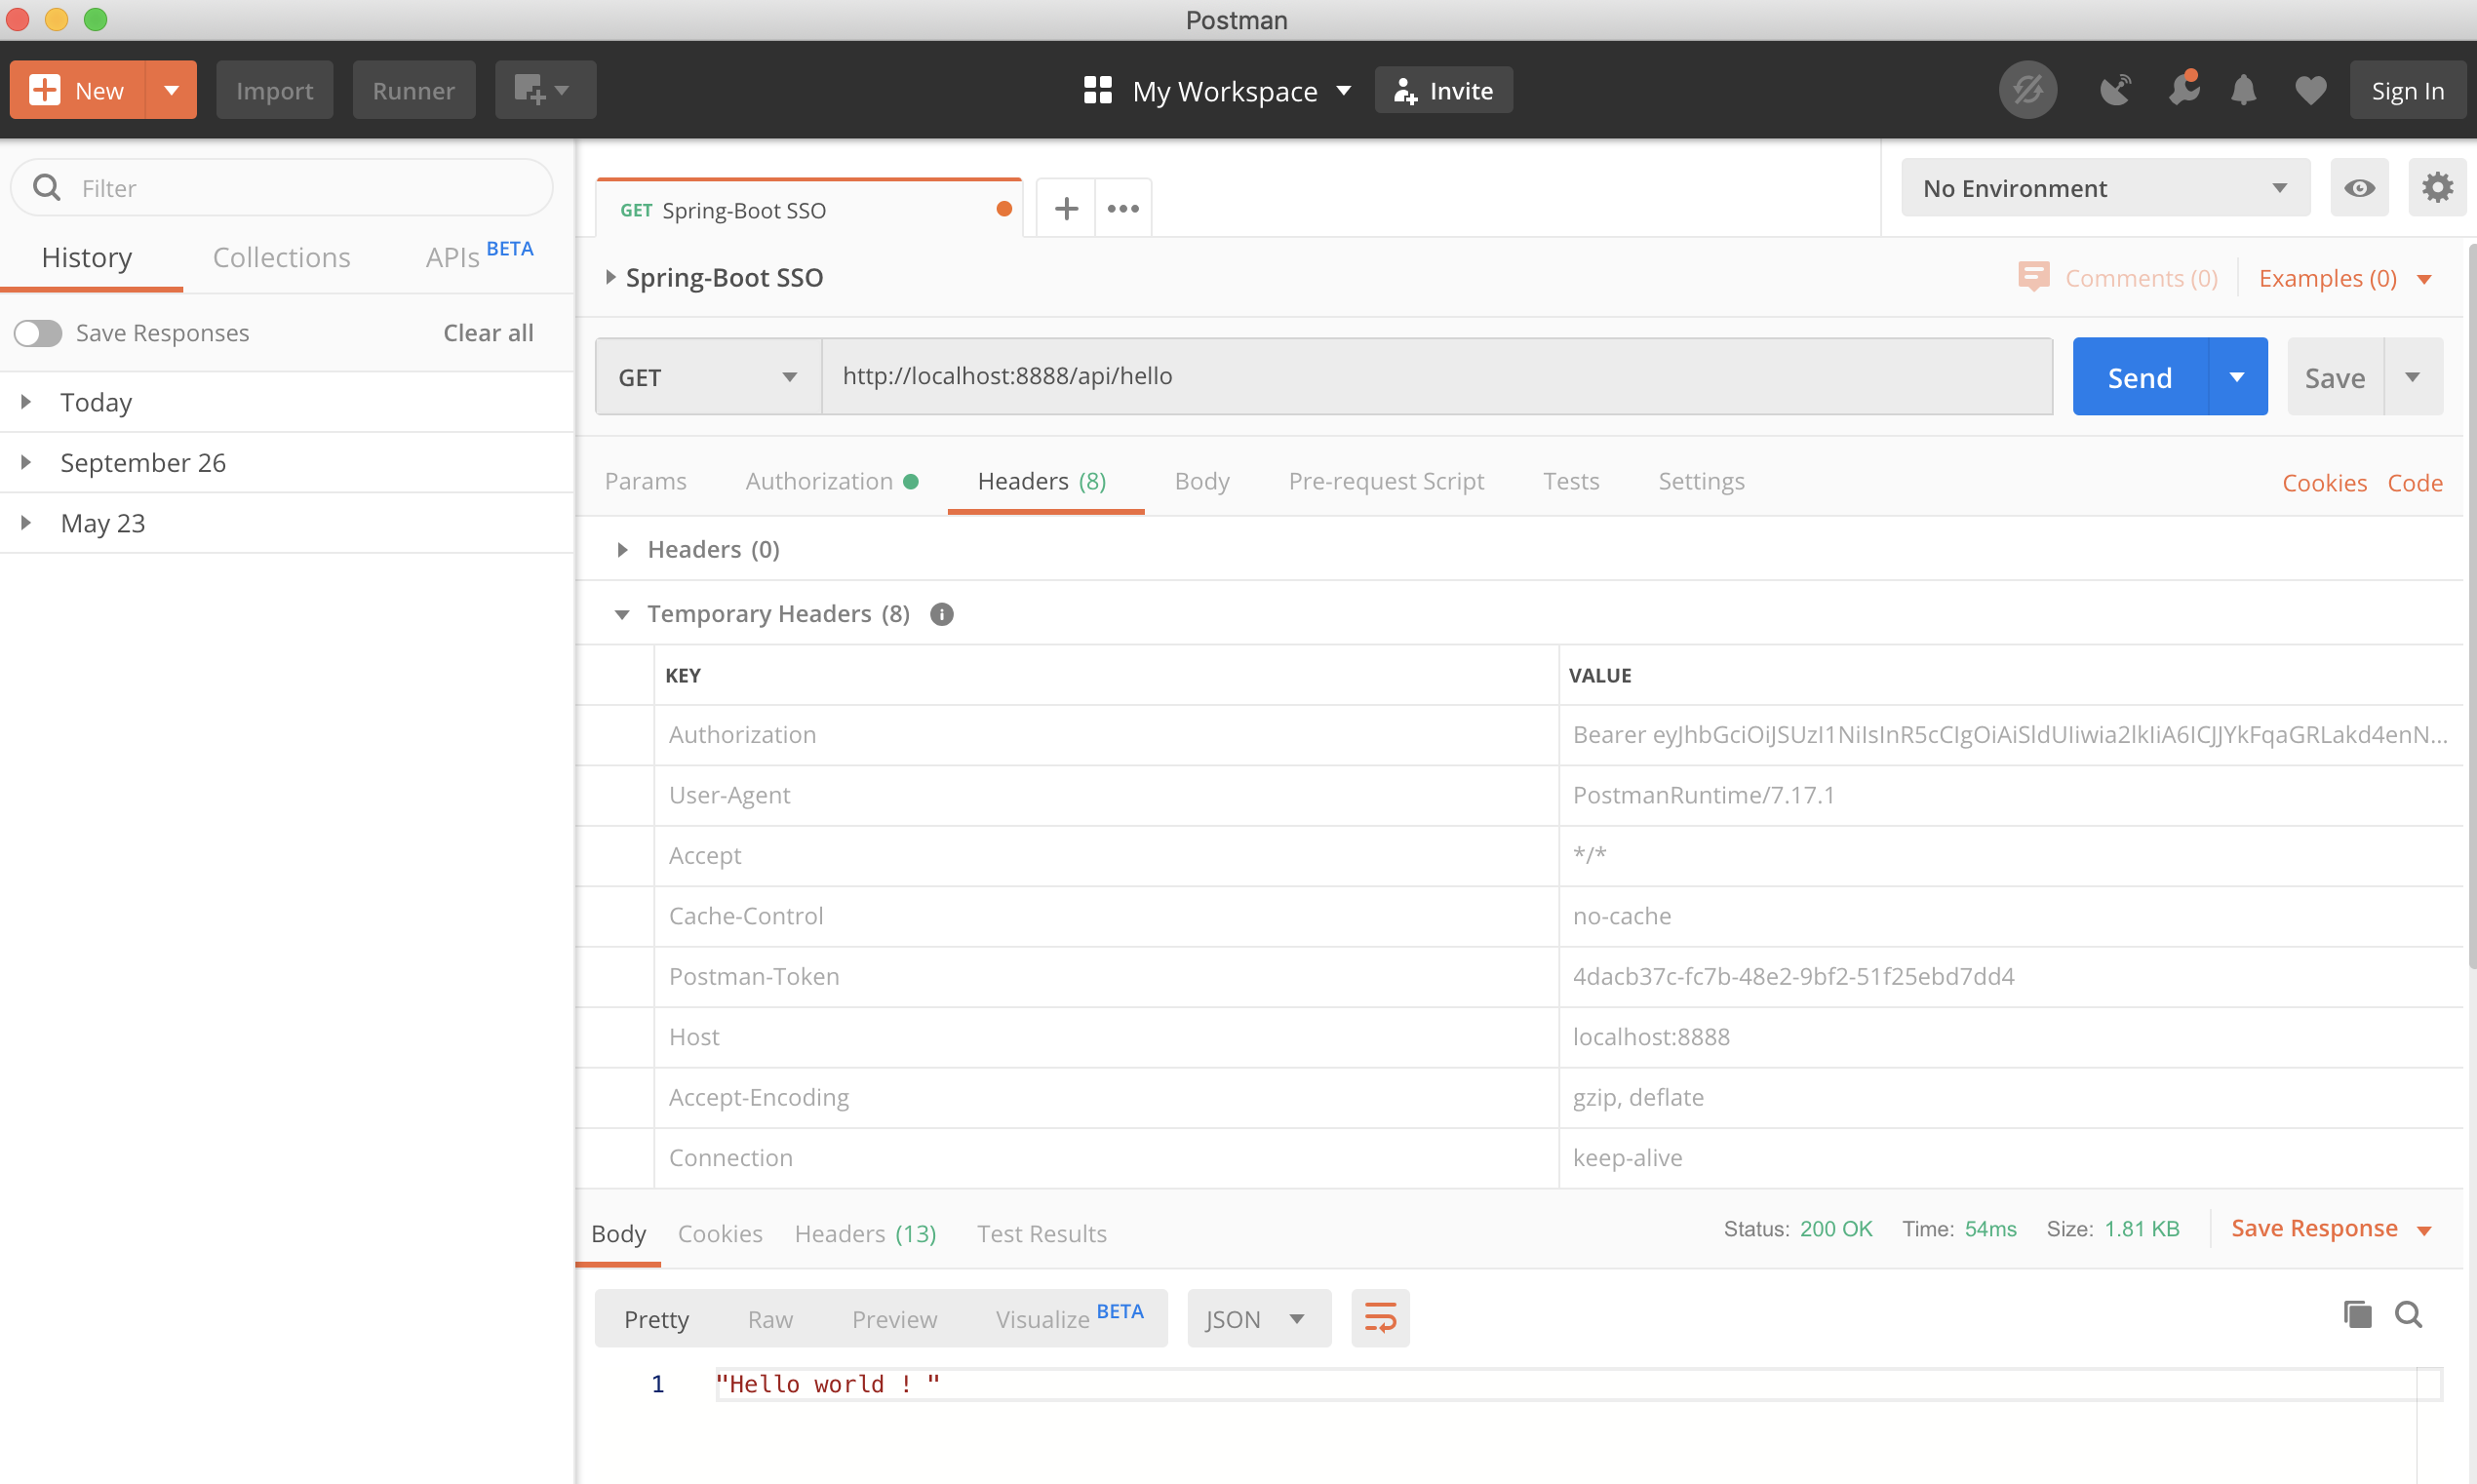 Postman
New
Import
Runner
My Workspace
Invite
Sign In
Filter
History
Collections
APIs BETA
Save Responses
Clear all
Today
September 26
May 23
GET Spring-Boot SSO
No Environment
Spring-Boot SSO
Comments (0)
Examples (0)
GET
http://localhost:8888/api/hello
Send
Save
Params
Authorization
Headers (8)
Body
Pre-request Script
Tests
Settings
Cookies
Code
Headers (0)
Temporary Headers (8)
KEY
VALUE
Authorization
Bearer eyJhbGciOiJSUzI1NiIsInR5cCIgOiAiSldUIiwia2lkIiA6ICJJYkFqaGRLakd4enN...
User-Agent
PostmanRuntime/7.17.1
Accept
*/*
Cache-Control
no-cache
Postman-Token
4dacb37c-fc7b-48e2-9bf2-51f25ebd7dd4
Host
localhost:8888
Accept-Encoding
gzip, deflate
Connection
keep-alive
Body
Cookies
Headers (13)
Test Results
Status: 200 OK
Time: 54ms
Size: 1.81 KB
Save Response
Pretty
Raw
Preview
Visualize BETA
JSON
1 "Hello world ! "